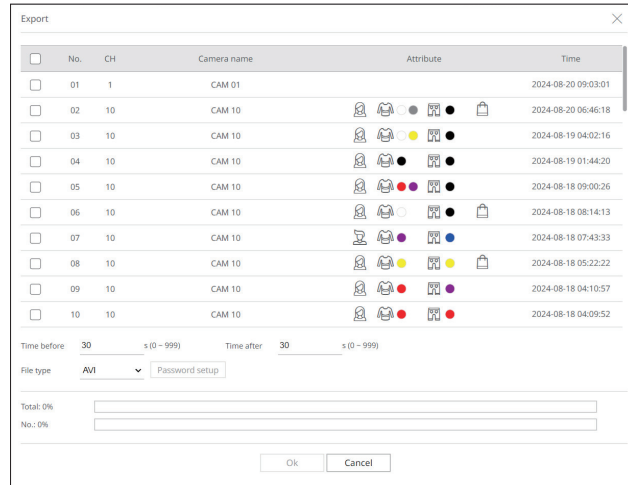 Export
No. CH Camera name Attribute Time
01 1 CAM 01 2024-08-20 09:03:01
02 10 CAM 10 2024-08-20 06:46:18
03 10 CAM 10 2024-08-19 04:02:16
04 10 CAM 10 2024-08-19 01:44:20
05 10 CAM 10 2024-08-18 09:00:26
06 10 CAM 10 2024-08-18 08:14:13
07 10 CAM 10 2024-08-18 07:43:33
08 10 CAM 10 2024-08-18 05:22:22
09 10 CAM 10 2024-08-18 04:10:57
10 10 CAM 10 2024-08-18 04:09:52
Time before 30 s (0 ~ 999) Time after 30 s (0 ~ 999)
File type AVI Password setup
Total: 0%
No.: 0%
Ok Cancel